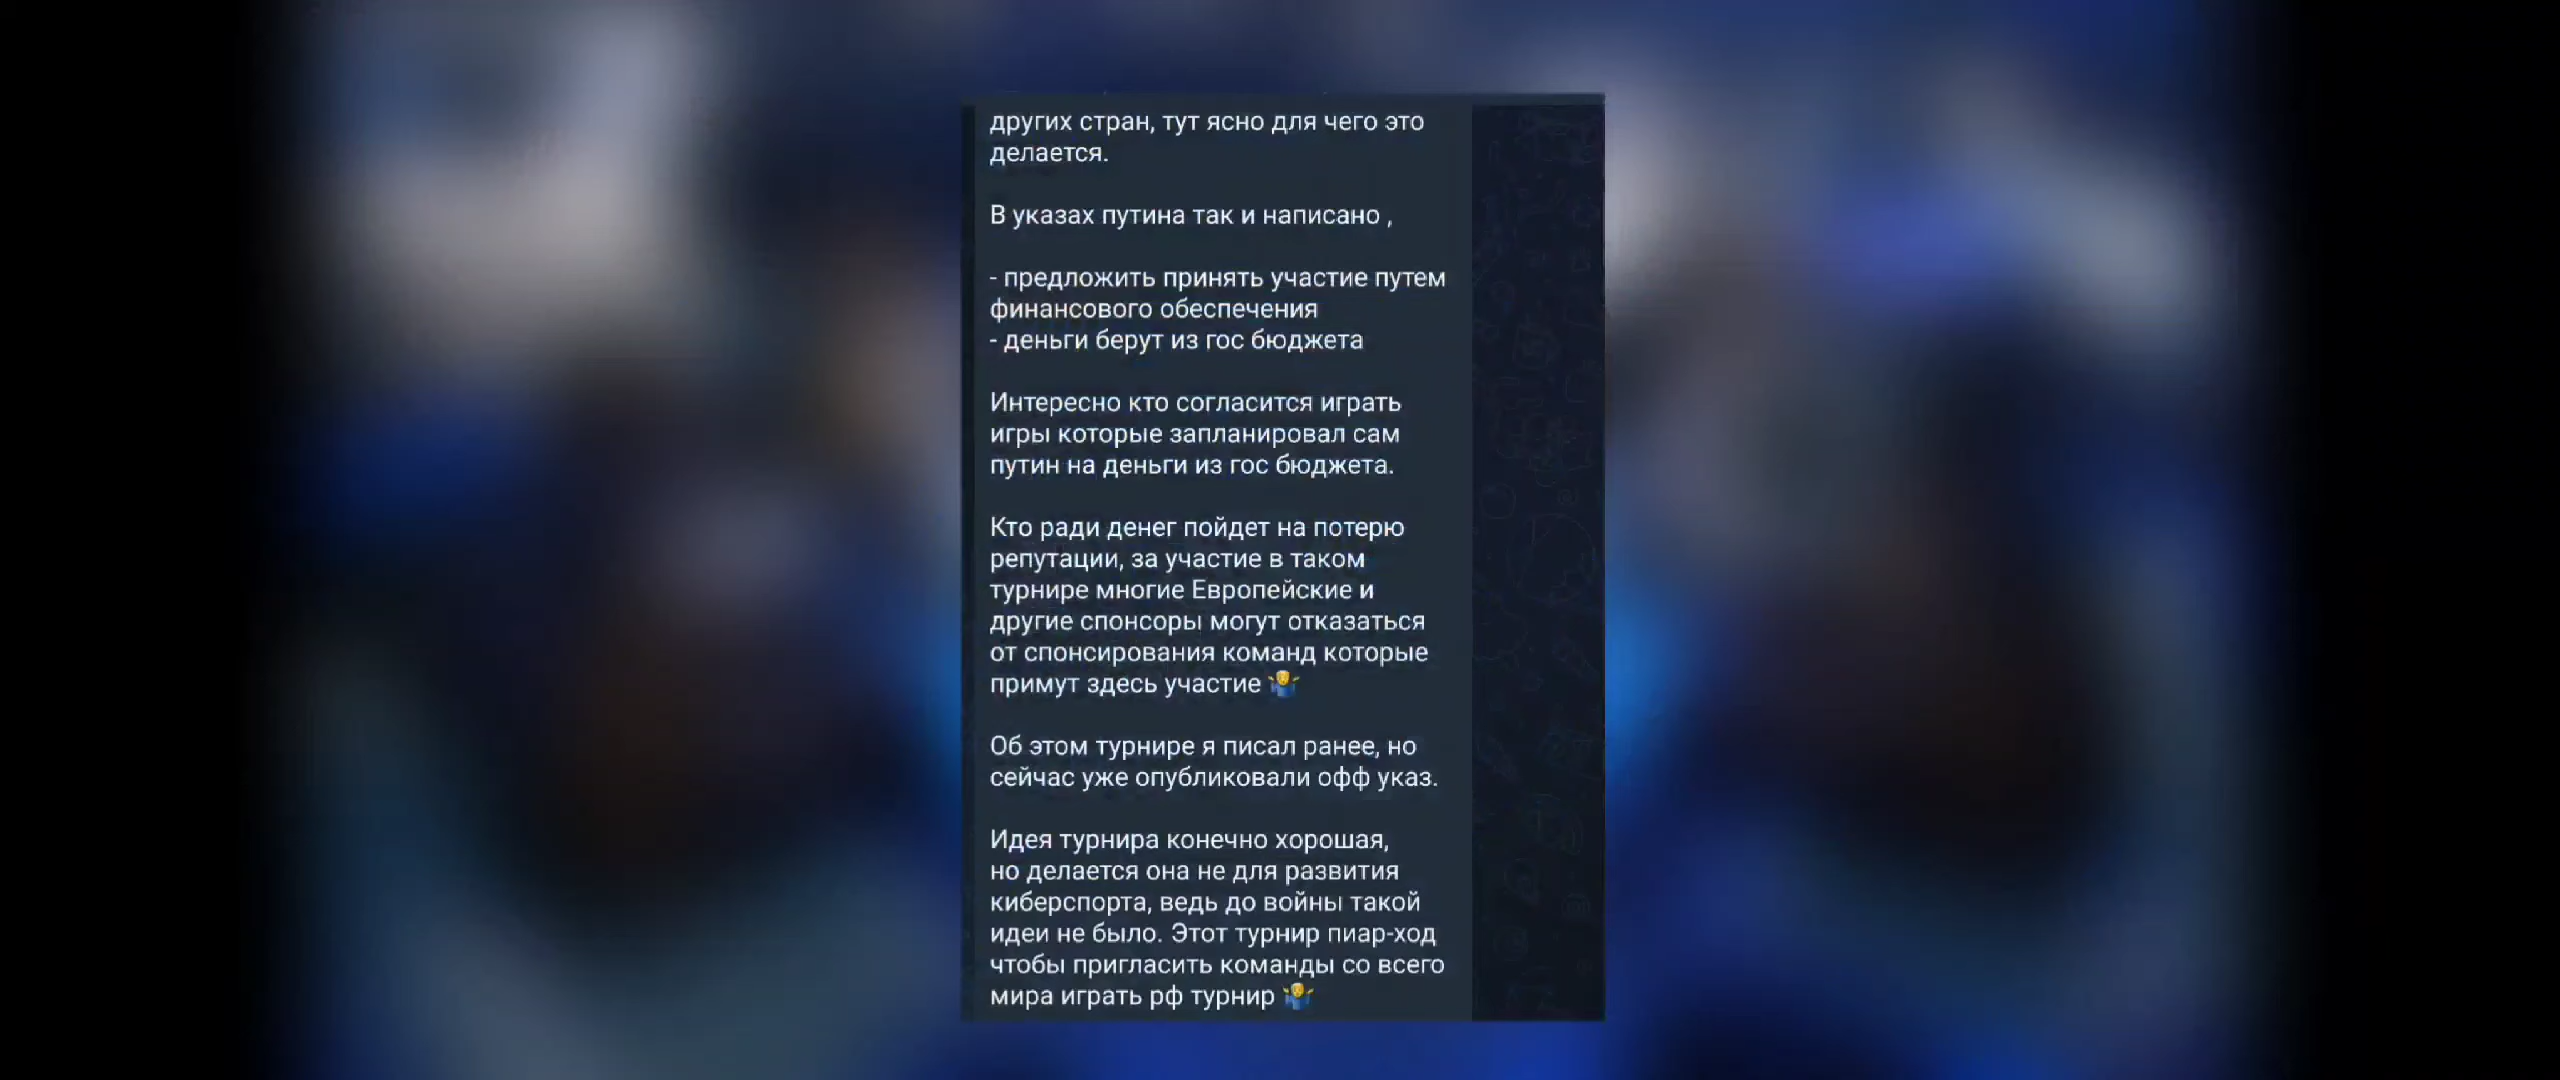 других стран, тут ясно для чего это
делается.
В указах путина так и написано ,
- предложить принять участие путем
финансового обеспечения
- деньги берут из гос бюджета
Интересно кто согласится играть
игры которые запланировал сам
путин на деньги из гос бюджета.
Кто ради денег пойдет на потерю
репутации, за участие в таком
турнире многие Европейские и
другие спонсоры могут отказаться
от спонсирования команд которые
примут здесь участие 🤷‍♂️
Об этом турнире я писал ранее, но
сейчас уже опубликовали офф указ.
Идея турнира конечно хорошая,
но делается она не для развития
киберспорта, ведь до войны такой
идеи не было. Этот турнир пиар-ход
чтобы пригласить команды со всего
мира играть рф турнир 🤷‍♂️